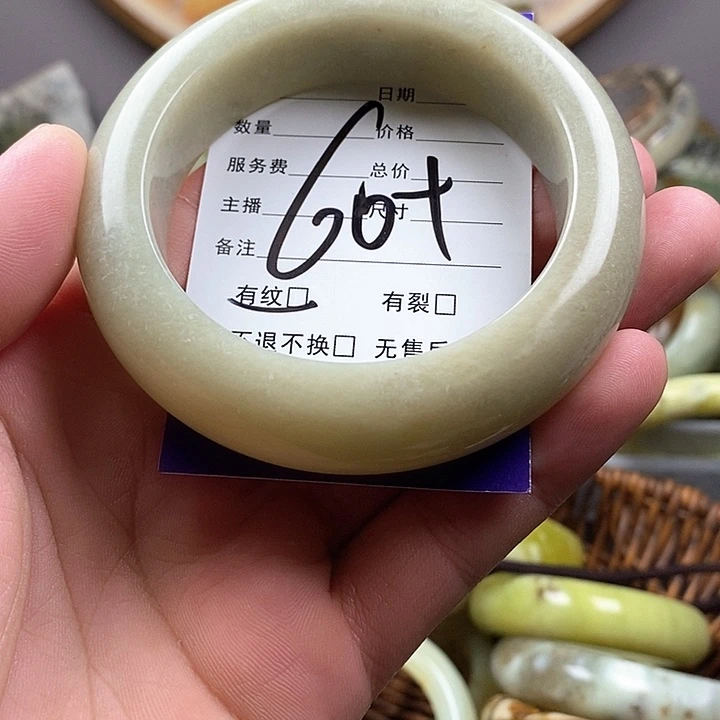 日期
数量 价格
服务费 总价
主播 尺寸
备注
60+
有纹□ 有裂□
不退不换□ 无售后